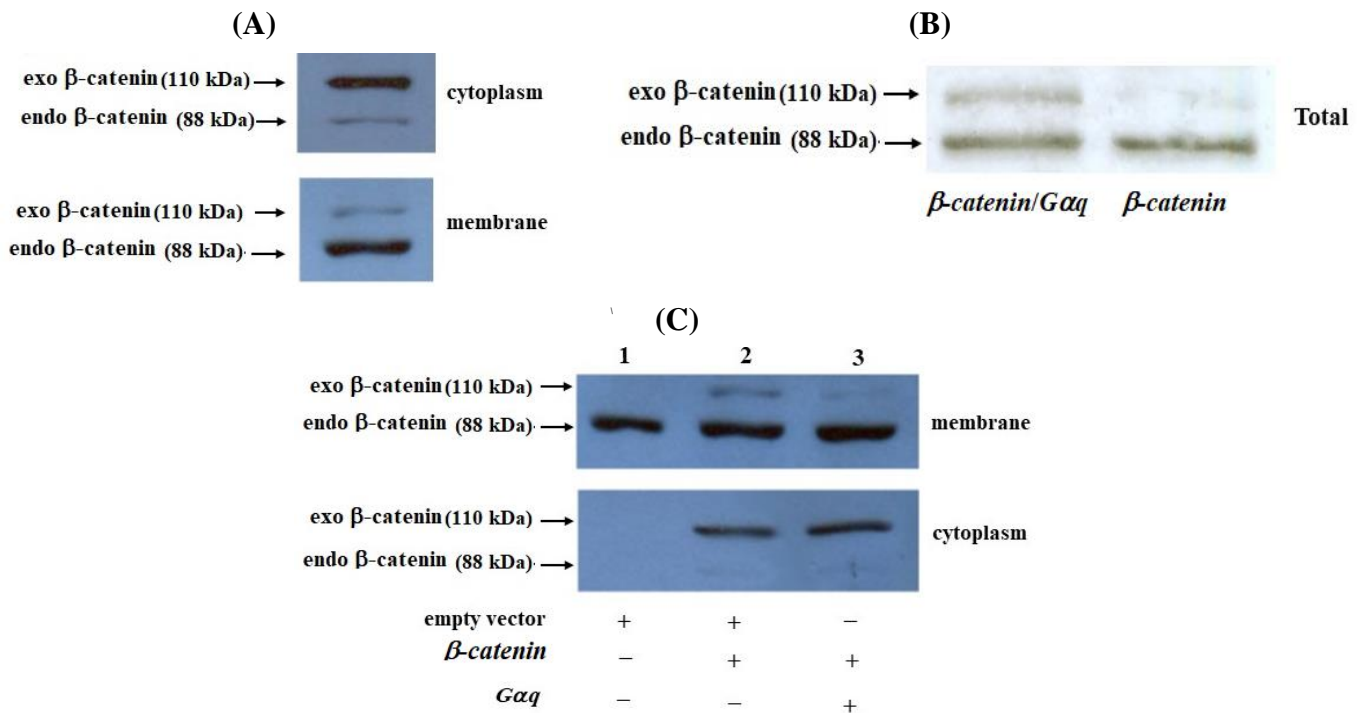 (A)
exo β-catenin (110 kDa)
endo β-catenin (88 kDa)
cytoplasm
exo β-catenin (110 kDa)
endo β-catenin (88 kDa)
membrane
(B)
exo β-catenin (110 kDa)
endo β-catenin (88 kDa)
Total
β-catenin/Gαq β-catenin
(C)
1 2 3
exo β-catenin (110 kDa)
endo β-catenin (88 kDa)
membrane
exo β-catenin (110 kDa)
endo β-catenin (88 kDa)
cytoplasm
empty vector + + –
β-catenin – + +
Gαq – – +